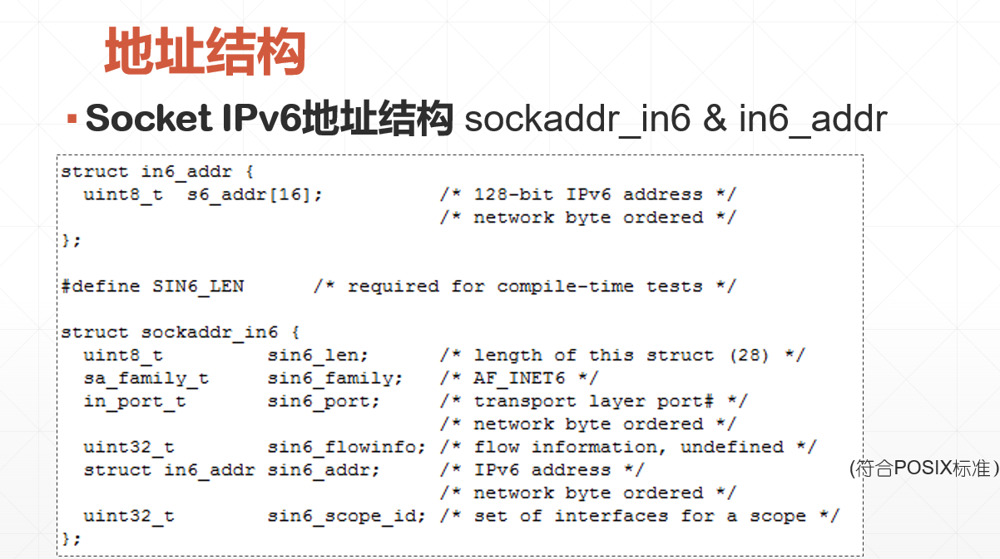 地址结构
Socket IPv6地址结构 sockaddr_in6 & in6_addr
struct in6_addr {
  uint8_t  s6_addr[16];          /* 128-bit IPv6 address */
                                 /* network byte ordered */
};
#define SIN6_LEN      /* required for compile-time tests */
struct sockaddr_in6 {
  uint8_t         sin6_len;      /* length of this struct (28) */
  sa_family_t     sin6_family;   /* AF_INET6 */
  in_port_t       sin6_port;     /* transport layer port# */
                                 /* network byte ordered */
  uint32_t        sin6_flowinfo; /* flow information, undefined */
  struct in6_addr sin6_addr;     /* IPv6 address */
                                 /* network byte ordered */
  uint32_t        sin6_scope_id; /* set of interfaces for a scope */
};
(符合POSIX标准)